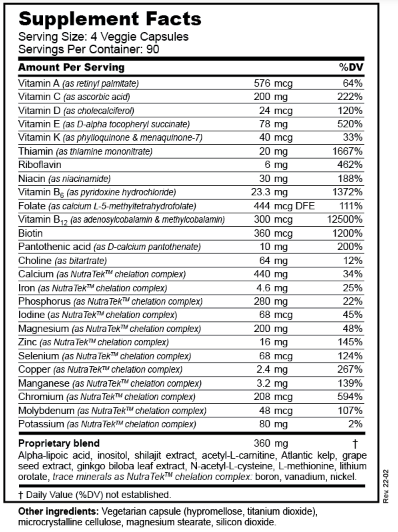 Supplement Facts
Serving Size: 4 Veggie Capsules
Servings Per Container: 90
Amount Per Serving %DV
Vitamin A (as retinyl palmitate) 576 mcg 64%
Vitamin C (as ascorbic acid) 200 mg 222%
Vitamin D (as cholecalciferol) 24 mcg 120%
Vitamin E (as D-alpha tocopheryl succinate) 78 mg 520%
Vitamin K (as phylloquinone & menaquinone-7) 40 mcg 33%
Thiamin (as thiamine mononitrate) 20 mg 1667%
Riboflavin 6 mg 462%
Niacin (as niacinamide) 30 mg 188%
Vitamin B6 (as pyridoxine hydrochloride) 23.3 mg 1372%
Folate (as calcium L-5-methyltetrahydrofolate) 444 mcg DFE 111%
Vitamin B12 (as adenosylcobalamin & methylcobalamin) 300 mcg 12500%
Biotin 360 mcg 1200%
Pantothenic acid (as D-calcium pantothenate) 10 mg 200%
Choline (as bitartrate) 64 mg 12%
Calcium (as NutraTek™ chelation complex) 440 mg 34%
Iron (as NutraTek™ chelation complex) 4.6 mg 25%
Phosphorus (as NutraTek™ chelation complex) 280 mg 22%
Iodine (as NutraTek™ chelation complex) 68 mcg 45%
Magnesium (as NutraTek™ chelation complex) 200 mg 48%
Zinc (as NutraTek™ chelation complex) 16 mg 145%
Selenium (as NutraTek™ chelation complex) 68 mcg 124%
Copper (as NutraTek™ chelation complex) 2.4 mg 267%
Manganese (as NutraTek™ chelation complex) 3.2 mg 139%
Chromium (as NutraTek™ chelation complex) 208 mcg 594%
Molybdenum (as NutraTek™ chelation complex) 48 mcg 107%
Potassium (as NutraTek™ chelation complex) 80 mg 2%
Proprietary blend 360 mg †
Alpha-lipoic acid, inositol, shilajit extract, acetyl-L-carnitine, Atlantic kelp, grape
seed extract, ginkgo biloba leaf extract, N-acetyl-L-cysteine, L-methionine, lithium
orotate, trace minerals as NutraTek™ chelation complex: boron, vanadium, nickel.
† Daily Value (%DV) not established.
Rev. 22-02
Other ingredients: Vegetarian capsule (hypromellose, titanium dioxide),
microcrystalline cellulose, magnesium stearate, silicon dioxide.